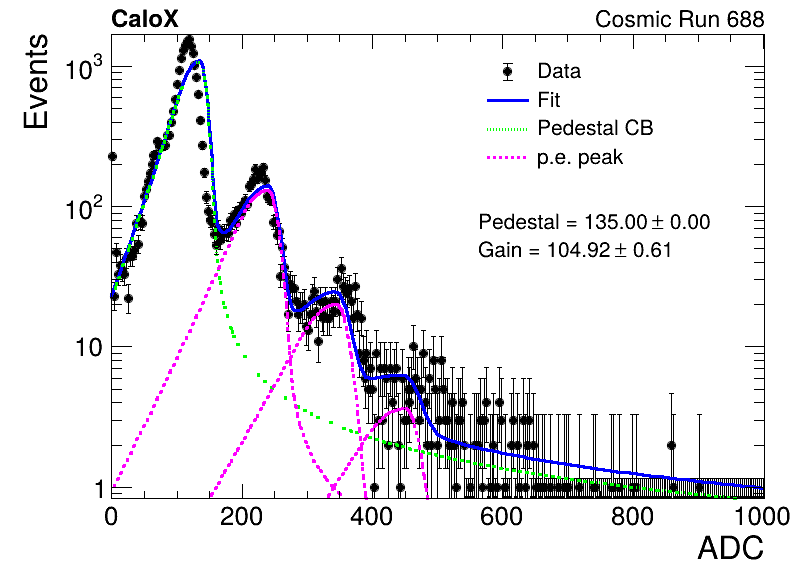 CaloX Cosmic Run 688
Events
10³
10²
10
1
Data
Fit
Pedestal CB
p.e. peak
Pedestal = 135.00 ± 0.00
Gain = 104.92 ± 0.61
0 200 400 600 800 1000
ADC